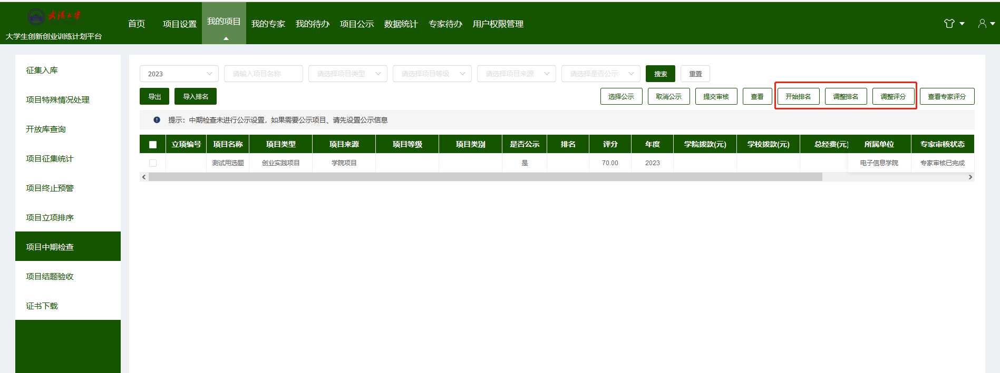 武汉大学
大学生创新创业训练计划平台
首页 项目设置 我的项目 我的专家 我的待办 项目公示 数据统计 专家待办 用户权限管理
征集入库
项目特殊情况处理
开放库查询
项目征集统计
项目终止预警
项目立项排序
项目中期检查
项目结题验收
证书下载
2023 请输入项目名称 请选择项目类型 请选择项目等级 请选择项目来源 请选择是否公示 搜索 重置
导出 导入排名 选择公示 取消公示 提交审核 查看 开始排名 调整排名 调整评分 查看专家评分
提示：中期检查未进行公示设置，如果需要公示项目、请先设置公示信息
立项编号 项目名称 项目类型 项目来源 项目等级 项目类别 是否公示 排名 评分 年度 学院拨款(元) 学校拨款(元) 总经费(元) 所属单位 专家审核状态
测试用选题 创业实践项目 学院项目 是 70.00 2023 电子信息学院 专家审核已完成